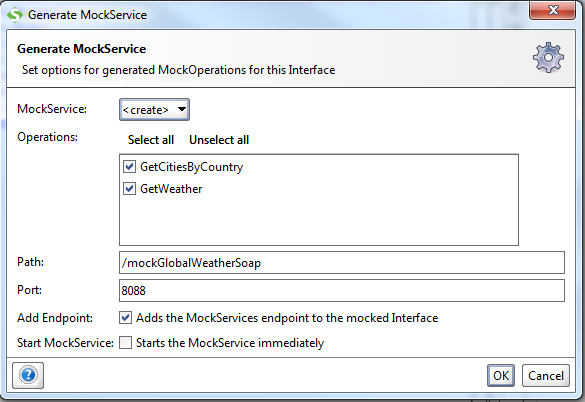 Generate MockService
Generate MockService
Set options for generated MockOperations for this Interface
MockService: <create>
Operations: Select all Unselect all
GetCitiesByCountry
GetWeather
Path: /mockGlobalWeatherSoap
Port: 8088
Add Endpoint: Adds the MockServices endpoint to the mocked Interface
Start MockService: Starts the MockService immediately
? OK Cancel